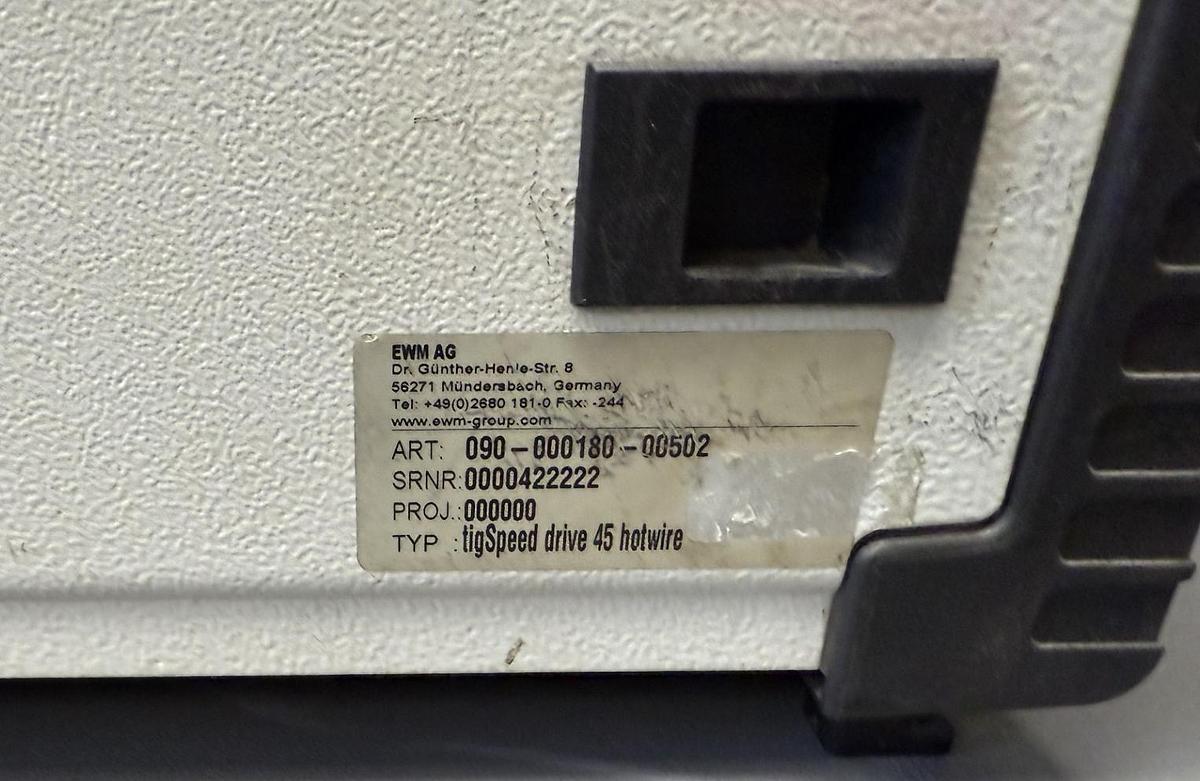 EWM AG
Dr. Günther-Henle-Str. 8
56271 Mündersbach, Germany
Tel: +49(0)2680 181-0 Fax: -244
www.ewm-group.com
ART: 090-000180-00502
SRNR:0000422222
PROJ.:000000
TYP :tigSpeed drive 45 hotwire